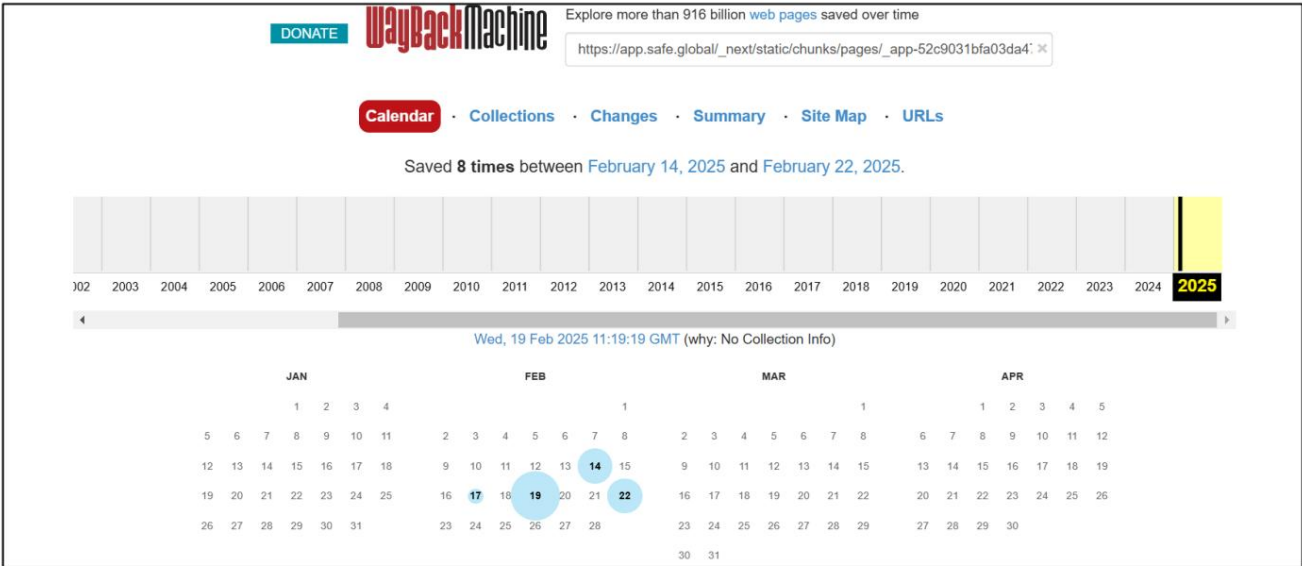 Explore more than 916 billion web pages saved over time
DONATE
WayBackMachine
https://app.safe.global/_next/static/chunks/pages/_app-52c9031bfa03da47
Calendar · Collections · Changes · Summary · Site Map · URLs
Saved 8 times between February 14, 2025 and February 22, 2025.
002 2003 2004 2005 2006 2007 2008 2009 2010 2011 2012 2013 2014 2015 2016 2017 2018 2019 2020 2021 2022 2023 2024 2025
Wed, 19 Feb 2025 11:19:19 GMT (why: No Collection Info)
JAN FEB MAR APR
1 2 3 4 1 1 1 2 3 4 5
5 6 7 8 9 10 11 2 3 4 5 6 7 8 2 3 4 5 6 7 8 6 7 8 9 10 11 12
12 13 14 15 16 17 18 9 10 11 12 13 14 15 9 10 11 12 13 14 15 13 14 15 16 17 18 19
19 20 21 22 23 24 25 16 17 18 19 20 21 22 16 17 18 19 20 21 22 20 21 22 23 24 25 26
26 27 28 29 30 31 23 24 25 26 27 28 23 24 25 26 27 28 29 27 28 29 30
30 31